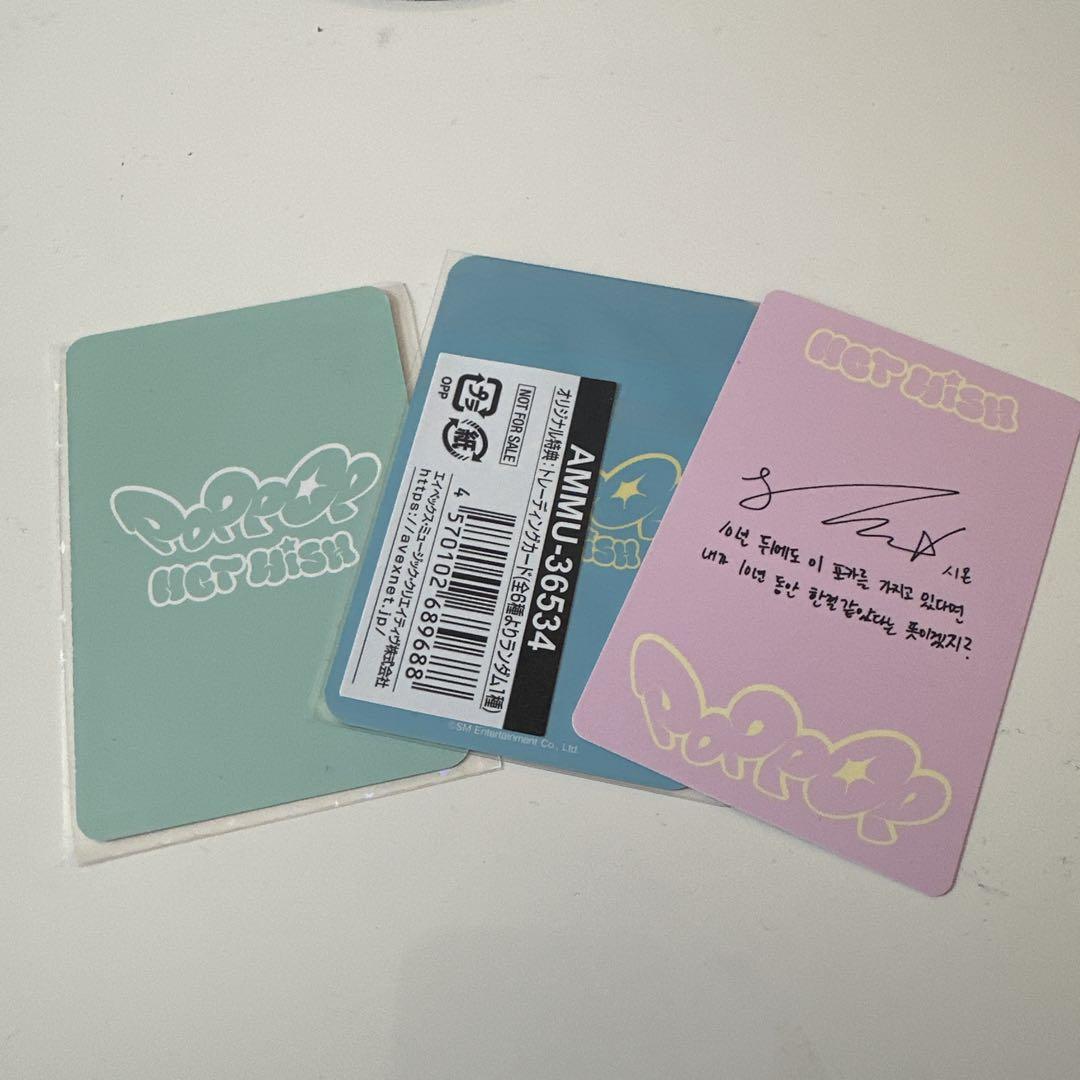 POPPOP
NCT WISH
AMMU-36534
オリジナル特典:トレーディングカード(全6種よりランダム1種)
NOT FOR SALE
プラ
OPP
紙
4 570102 689688
エイベックス・ミュージック・クリエイティヴ株式会社
https://avexnet.jp/
WISH
©SM Entertainment Co., Ltd.
NCT WISH
시온
10년 뒤에도 이 포카를 가지고 있다면
내가 10년 동안 한결같았다는 뜻이겠지?
POPPOP